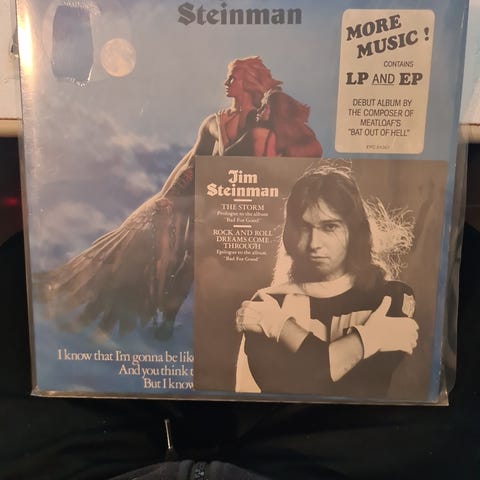 Steinman
MORE
MUSIC!
CONTAINS
LP AND EP
DEBUT ALBUM BY
THE COMPOSER OF
MEATLOAF'S
"BAT OUT OF HELL"
EPC 84361
Jim
Steinman
THE STORM
Prologue to the album
"Bad For Good"
ROCK AND ROLL
DREAMS COME
THROUGH
Epilogue to the album
"Bad For Good"
I know that I'm gonna be like
And you think
But I know